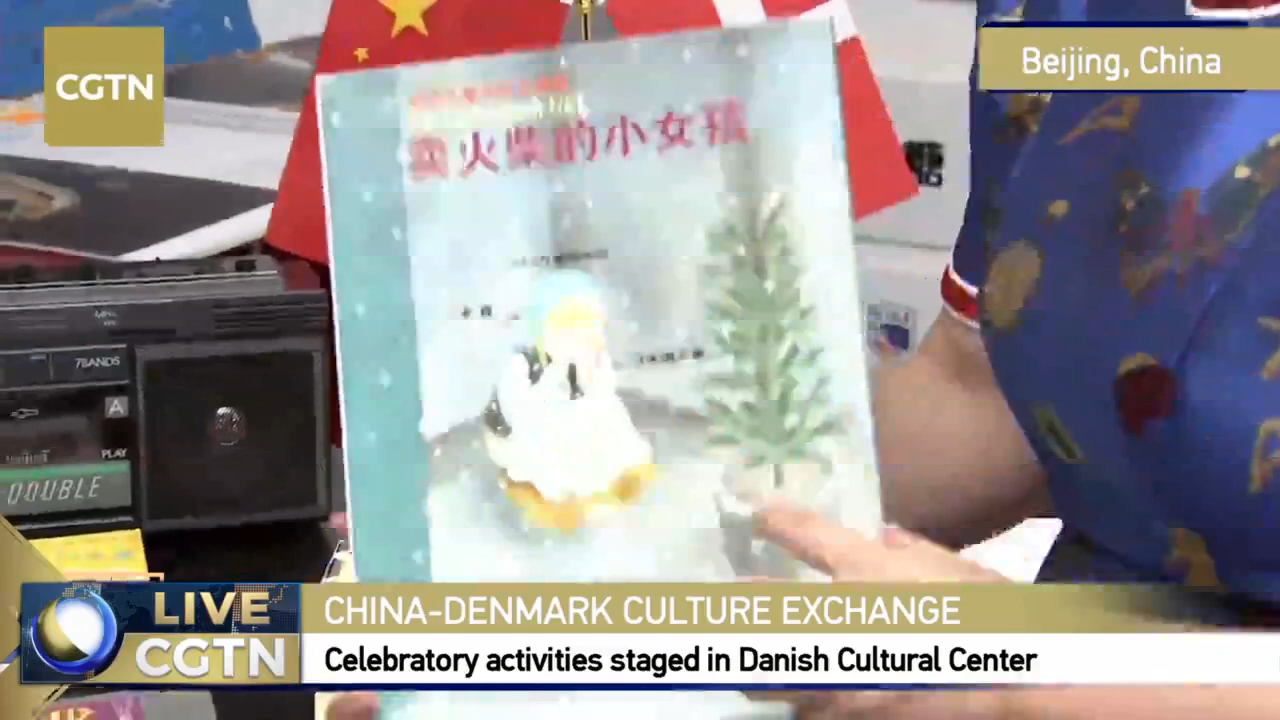 CGTN
Beijing, China
卖火柴的小女孩
7BANDS
A
PLAY
DOUBLE
LIVE
CGTN
CHINA-DENMARK CULTURE EXCHANGE
Celebratory activities staged in Danish Cultural Center